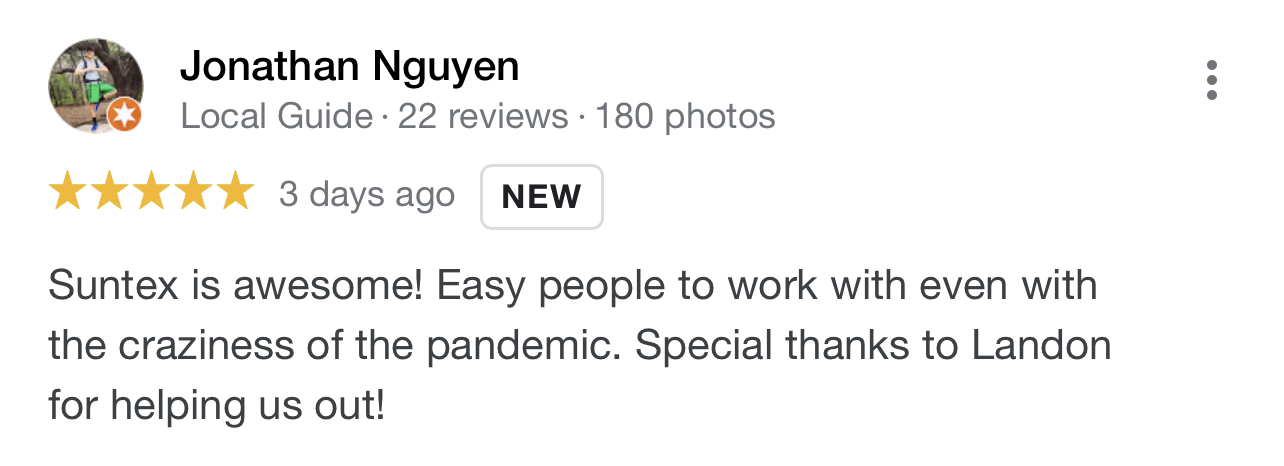 Jonathan Nguyen
Local Guide · 22 reviews · 180 photos
3 days ago NEW
Suntex is awesome! Easy people to work with even with
the craziness of the pandemic. Special thanks to Landon
for helping us out!